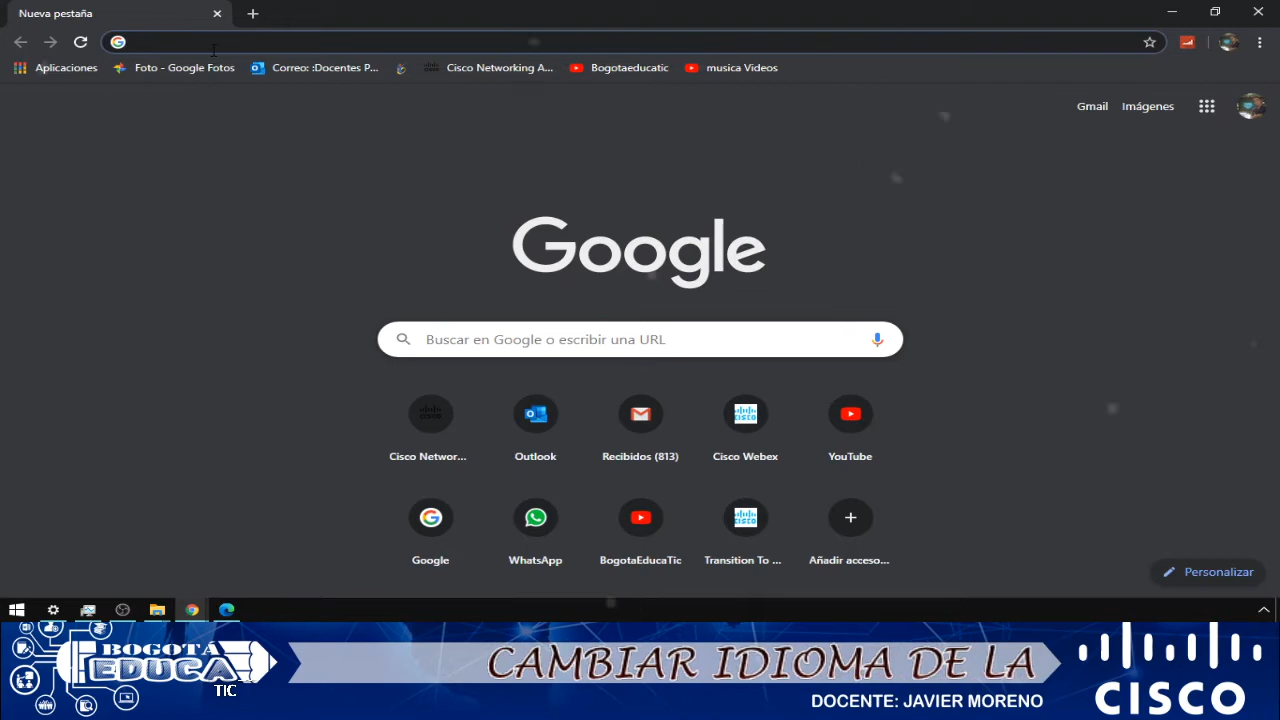 Nueva pestaña
Aplicaciones
Foto - Google Fotos
Correo: :Docentes P...
Cisco Networking A...
Bogotaeducatic
musica Videos
Gmail
Imágenes
Google
Buscar en Google o escribir una URL
Cisco Networ...
Outlook
Recibidos (813)
Cisco Webex
YouTube
Google
WhatsApp
BogotaEducaTic
Transition To ...
Añadir acceso...
Personalizar
BOGOTA
EDUCA
TIC
CAMBIAR IDIOMA DE LA
DOCENTE: JAVIER MORENO
CISCO